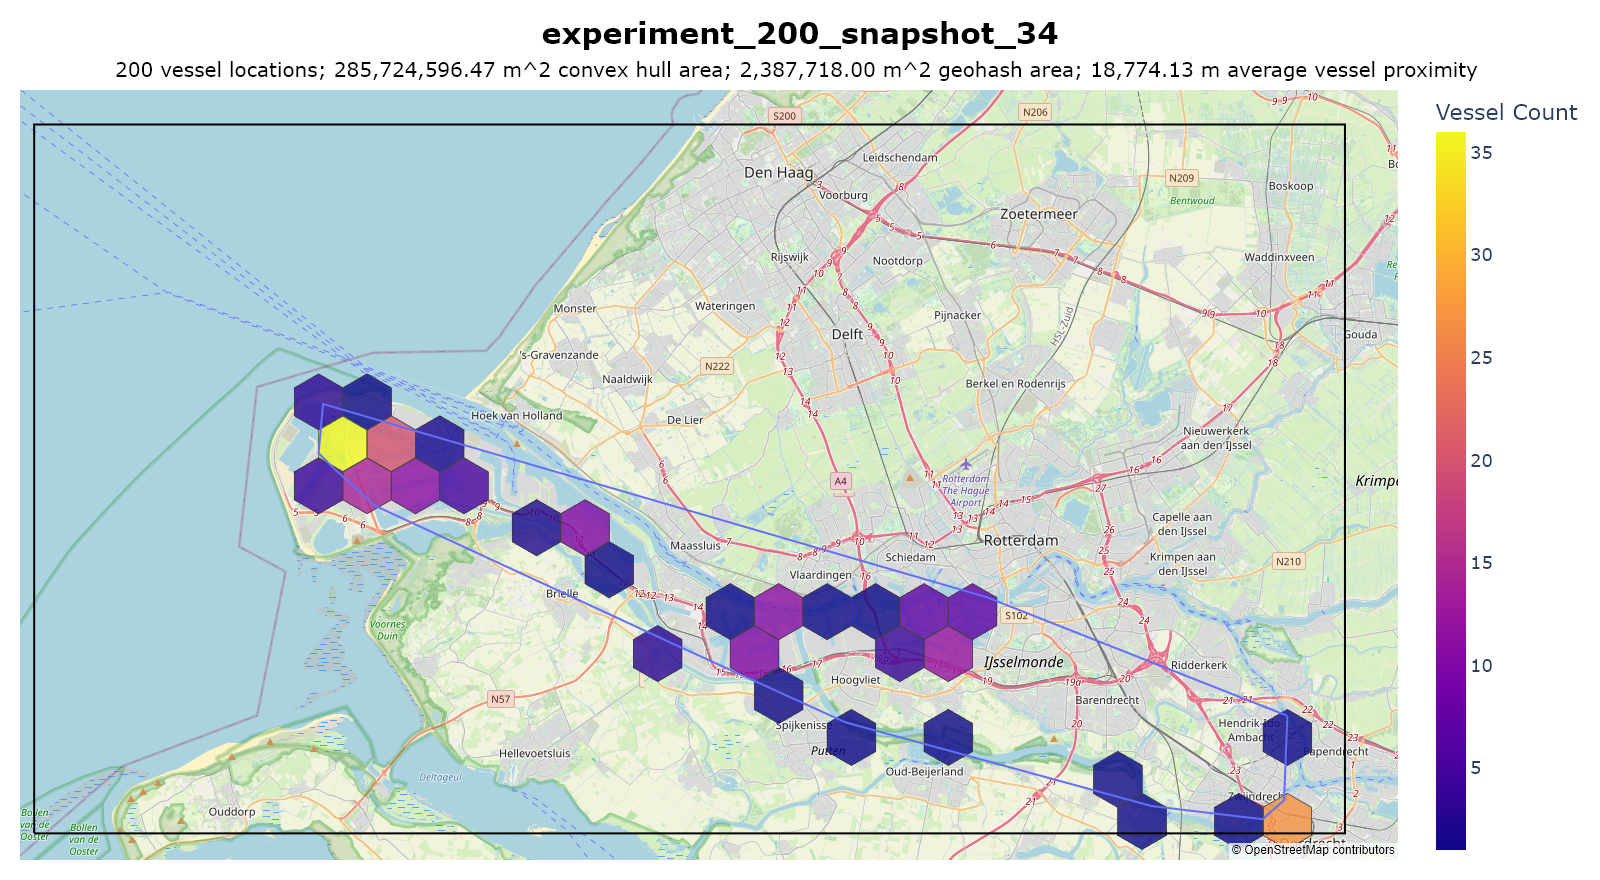 experiment_200_snapshot_34
200 vessel locations; 285,724,596.47 m^2 convex hull area; 2,387,718.00 m^2 geohash area; 18,774.13 m average vessel proximity
Vessel Count
35
30
25
20
15
10
5
S200
N206
Leidschendam
Den Haag
Voorburg
N209
Boskoop
Bentwoud
Zoetermeer
Rijswijk
Nootdorp
Waddinxveen
Monster
Wateringen
Pijnacker
HSL-Zuid
Delft
Gouda
's-Gravenzande
N222
Naaldwijk
Berkel en Rodenrijs
Hoek van Holland
De Lier
Nieuwerkerk
aan den IJssel
A4
Rotterdam
The Hague
Airport
Krimpe
Capelle aan
den IJssel
Maassluis
Schiedam
Rotterdam
Krimpen aan
den IJssel
N210
Vlaardingen
Brielle
S102
Voornes
Duin
IJsselmonde
Ridderkerk
Hoogvliet
N57
Barendrecht
Spijkenisse
Hendrik-Ido
Ambacht
Papendrecht
Hellevoetsluis
Putten
Oud-Beijerland
Deltageul
Zwijndrecht
Ouddorp
Bollen
van de
Ooster
Bollen
van de
Ooster
© OpenStreetMap contributors